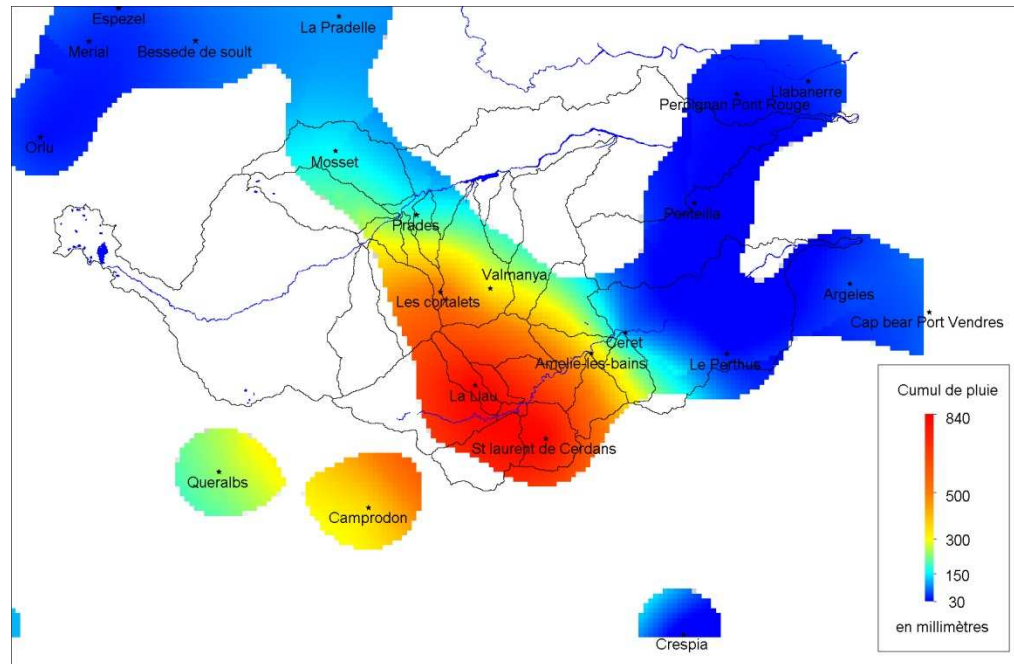 Espezel
La Pradelle
Merial
Bessede de soult
Llabanerre
Perpignan Pont Rouge
Orlu
Mosset
Ponteilla
Prades
Valmanya
Les cortalets
Argeles
Cap bear Port Vendres
Ceret
Amelie-les-bains
Le Perthus
La Llau
St laurent de Cerdans
Queralbs
Camprodon
Crespia
Cumul de pluie
840
500
300
150
30
en millimètres